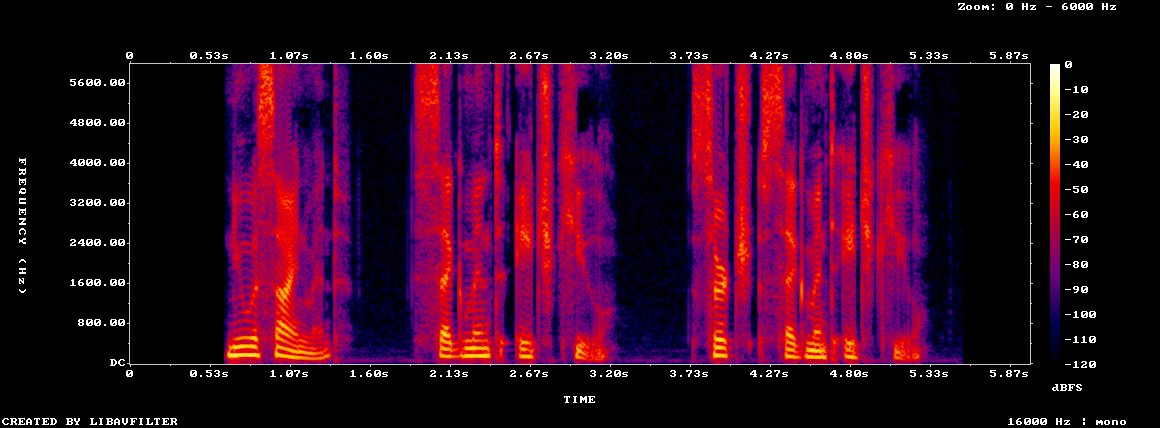 Zoom: 0 Hz - 6000 Hz
0 0.53s 1.07s 1.60s 2.13s 2.67s 3.20s 3.73s 4.27s 4.80s 5.33s 5.87s
5600.00
4800.00
4000.00
3200.00
2400.00
1600.00
800.00
DC
FREQUENCY (Hz)
0
-10
-20
-30
-40
-50
-60
-70
-80
-90
-100
-110
-120
dBFS
0 0.53s 1.07s 1.60s 2.13s 2.67s 3.20s 3.73s 4.27s 4.80s 5.33s 5.87s
TIME
CREATED BY LIBAVFILTER
16000 Hz | mono